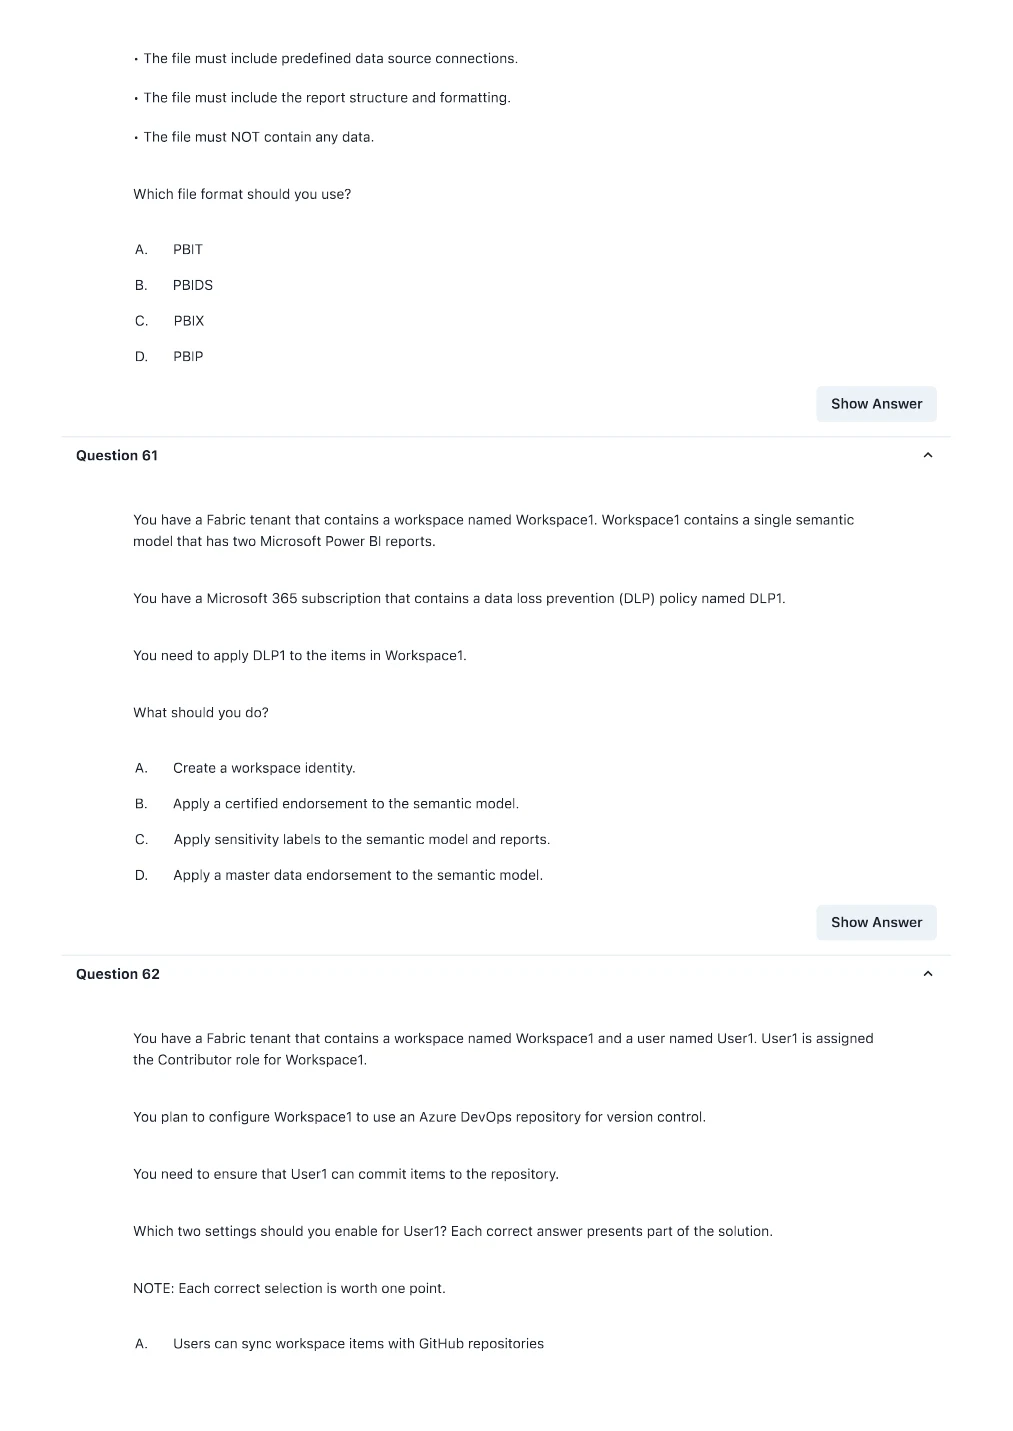 • The file must include predefined data source connections.
• The file must include the report structure and formatting.
• The file must NOT contain any data.
Which file format should you use?
A. PBIT
B. PBIDS
C. PBIX
D. PBIP
Show Answer
Question 61
You have a Fabric tenant that contains a workspace named Workspace1. Workspace1 contains a single semantic
model that has two Microsoft Power BI reports.
You have a Microsoft 365 subscription that contains a data loss prevention (DLP) policy named DLP1.
You need to apply DLP1 to the items in Workspace1.
What should you do?
A. Create a workspace identity.
B. Apply a certified endorsement to the semantic model.
C. Apply sensitivity labels to the semantic model and reports.
D. Apply a master data endorsement to the semantic model.
Show Answer
Question 62
You have a Fabric tenant that contains a workspace named Workspace1 and a user named User1. User1 is assigned
the Contributor role for Workspace1.
You plan to configure Workspace1 to use an Azure DevOps repository for version control.
You need to ensure that User1 can commit items to the repository.
Which two settings should you enable for User1? Each correct answer presents part of the solution.
NOTE: Each correct selection is worth one point.
A. Users can sync workspace items with GitHub repositories